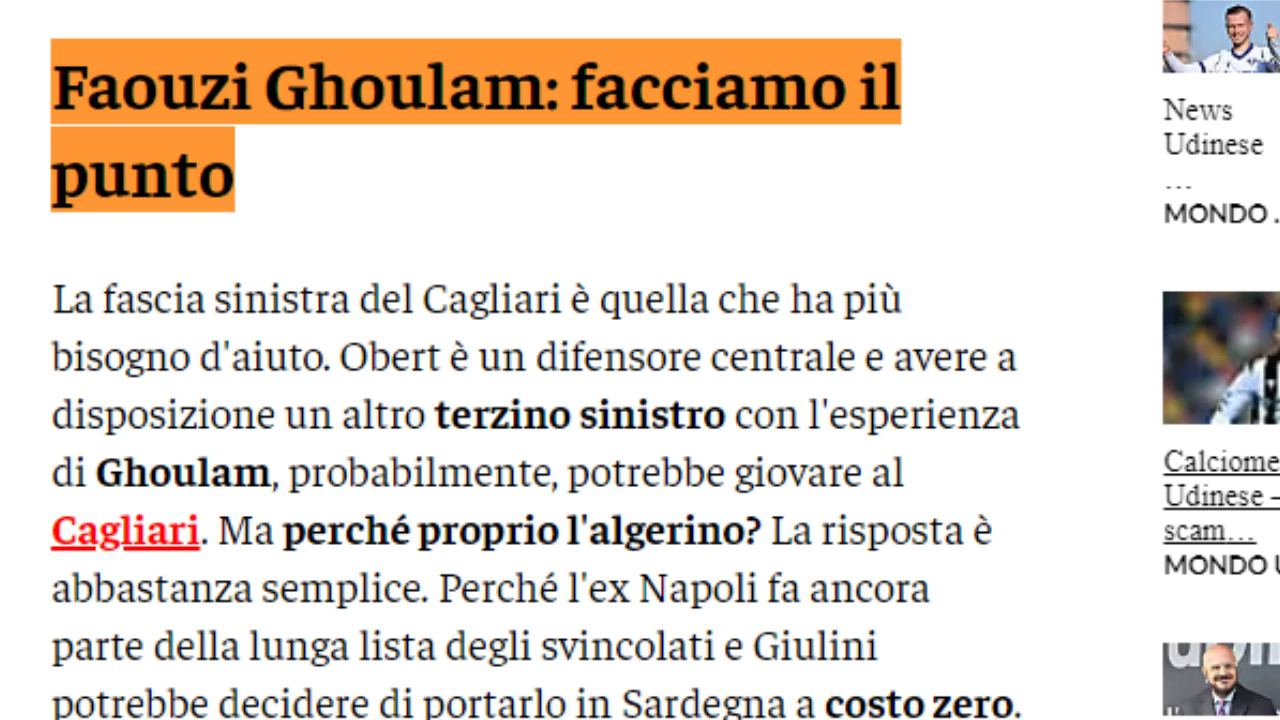 Faouzi Ghoulam: facciamo il
punto
La fascia sinistra del Cagliari è quella che ha più
bisogno d'aiuto. Obert è un difensore centrale e avere a
disposizione un altro terzino sinistro con l'esperienza
di Ghoulam, probabilmente, potrebbe giovare al
Cagliari. Ma perché proprio l'algerino? La risposta è
abbastanza semplice. Perché l'ex Napoli fa ancora
parte della lunga lista degli svincolati e Giulini
potrebbe decidere di portarlo in Sardegna a costo zero.
News
Udinese
…
MONDO
Calciome
Udinese –
scam…
MONDO